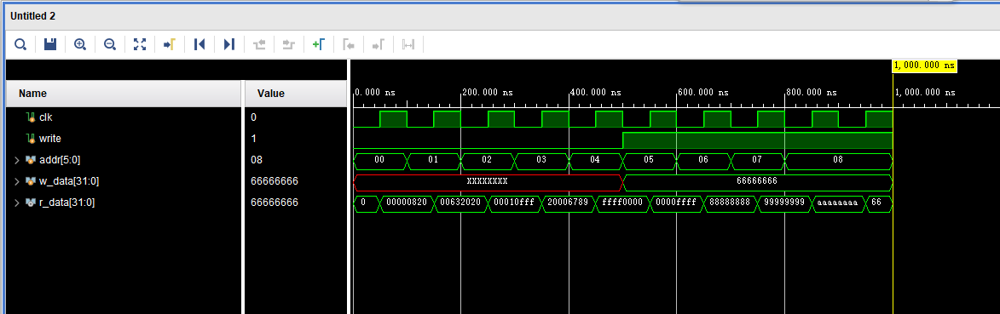 Untitled 2
1,000.000 ns
Name Value
0.000 ns 200.000 ns 400.000 ns 600.000 ns 800.000 ns 1,000.000 ns
clk 0
write 1
addr[5:0] 08 00 01 02 03 04 05 06 07 08
w_data[31:0] 66666666 XXXXXXXX 66666666
r_data[31:0] 66666666 0 00000820 00632020 00010fff 20006789 ffff0000 0000ffff 88888888 99999999 aaaaaaaa 66